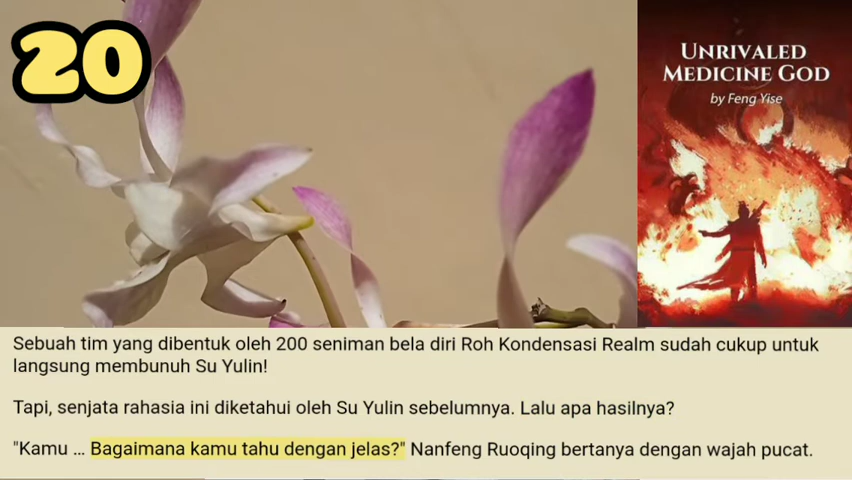 20
UNRIVALED
MEDICINE GOD
by Feng Yise
Sebuah tim yang dibentuk oleh 200 seniman bela diri Roh Kondensasi Realm sudah cukup untuk
langsung membunuh Su Yulin!
Tapi, senjata rahasia ini diketahui oleh Su Yulin sebelumnya. Lalu apa hasilnya?
"Kamu … Bagaimana kamu tahu dengan jelas?" Nanfeng Ruoqing bertanya dengan wajah pucat.